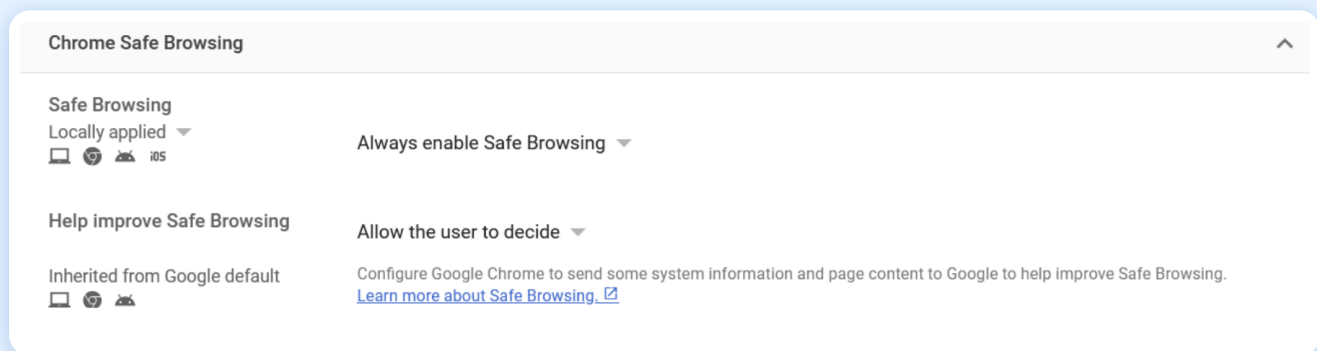 Chrome Safe Browsing
Safe Browsing
Locally applied
iOS
Always enable Safe Browsing
Help improve Safe Browsing
Allow the user to decide
Inherited from Google default
Configure Google Chrome to send some system information and page content to Google to help improve Safe Browsing.
Learn more about Safe Browsing.